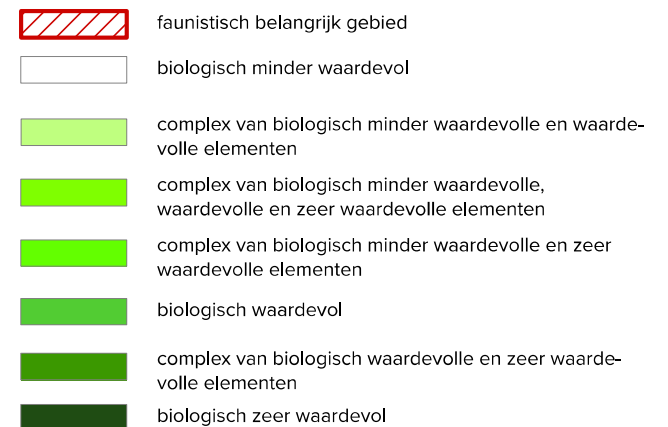 faunistisch belangrijk gebied
biologisch minder waardevol
complex van biologisch minder waardevolle en waarde-
volle elementen
complex van biologisch minder waardevolle,
waardevolle en zeer waardevolle elementen
complex van biologisch minder waardevolle en zeer
waardevolle elementen
biologisch waardevol
complex van biologisch waardevolle en zeer waarde-
volle elementen
biologisch zeer waardevol